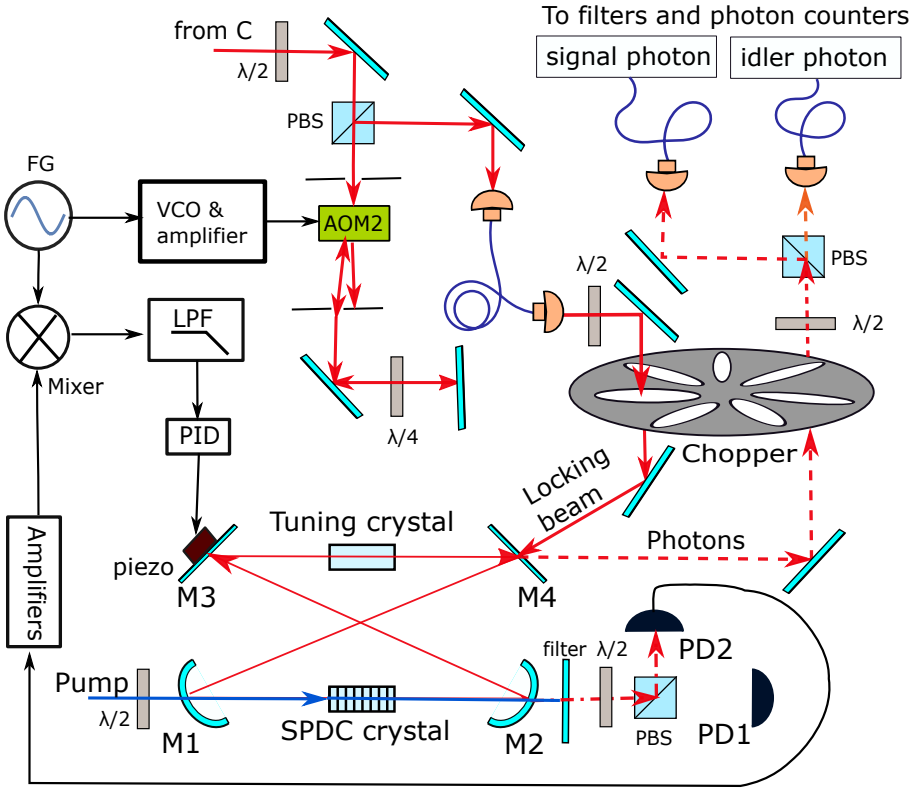 To filters and photon counters
from C
signal photon
idler photon
λ/2
PBS
FG
VCO &
amplifier
AOM2
λ/2
PBS
LPF
λ/2
Mixer
λ/4
PID
Chopper
Locking
beam
Tuning crystal
Photons
piezo
M3
M4
Amplifiers
filter
λ/2
PD2
Pump
λ/2
M1
SPDC crystal
M2
PBS
PD1